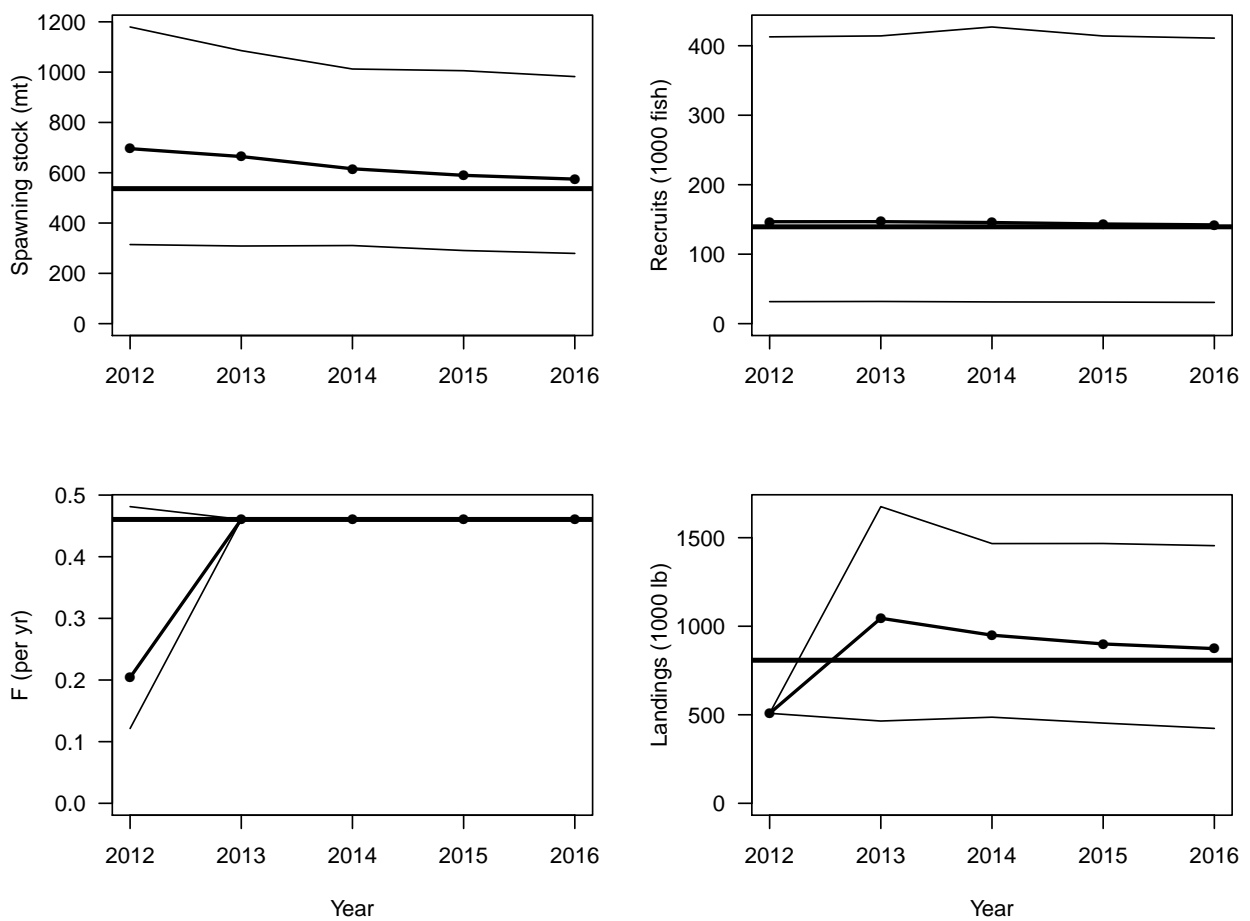 Spawning stock (mt)
1200
1000
800
600
400
200
0
2012 2013 2014 2015 2016
Recruits (1000 fish)
400
300
200
100
0
2012 2013 2014 2015 2016
F (per yr)
0.5
0.4
0.3
0.2
0.1
0.0
2012 2013 2014 2015 2016
Year
Landings (1000 lb)
1500
1000
500
0
2012 2013 2014 2015 2016
Year